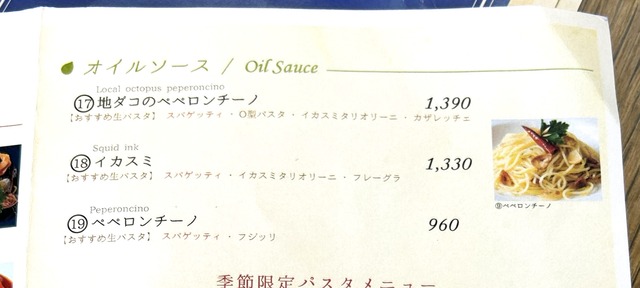 オイルソース / Oil Sauce
Local octopus peperoncino
⑰地ダコのペペロンチーノ 1,390
【おすすめ生パスタ】 スパゲッティ ・ O型パスタ ・ イカスミタリオリーニ ・ カザレッチェ
Squid ink
⑱イカスミ 1,330
【おすすめ生パスタ】 スパゲッティ ・ イカスミタリオリーニ ・ フレーグラ
⑲ペペロンチーノ
Peperoncino
⑲ペペロンチーノ 960
【おすすめ生パスタ】 スパゲッティ ・ フジッリ
季節限定パスタメニュー